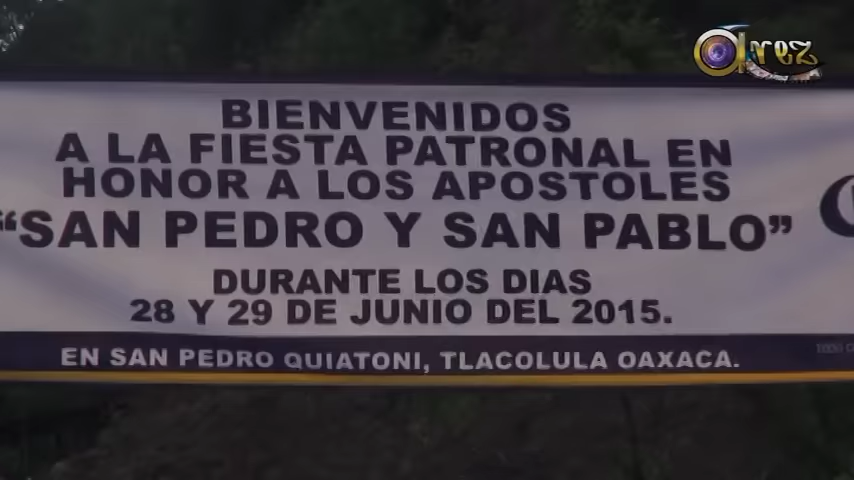 arez
BIENVENIDOS
A LA FIESTA PATRONAL EN
HONOR A LOS APOSTOLES
“SAN PEDRO Y SAN PABLO”
DURANTE LOS DIAS
28 Y 29 DE JUNIO DEL 2015.
EN SAN PEDRO QUIATONI, TLACOLULA OAXACA.